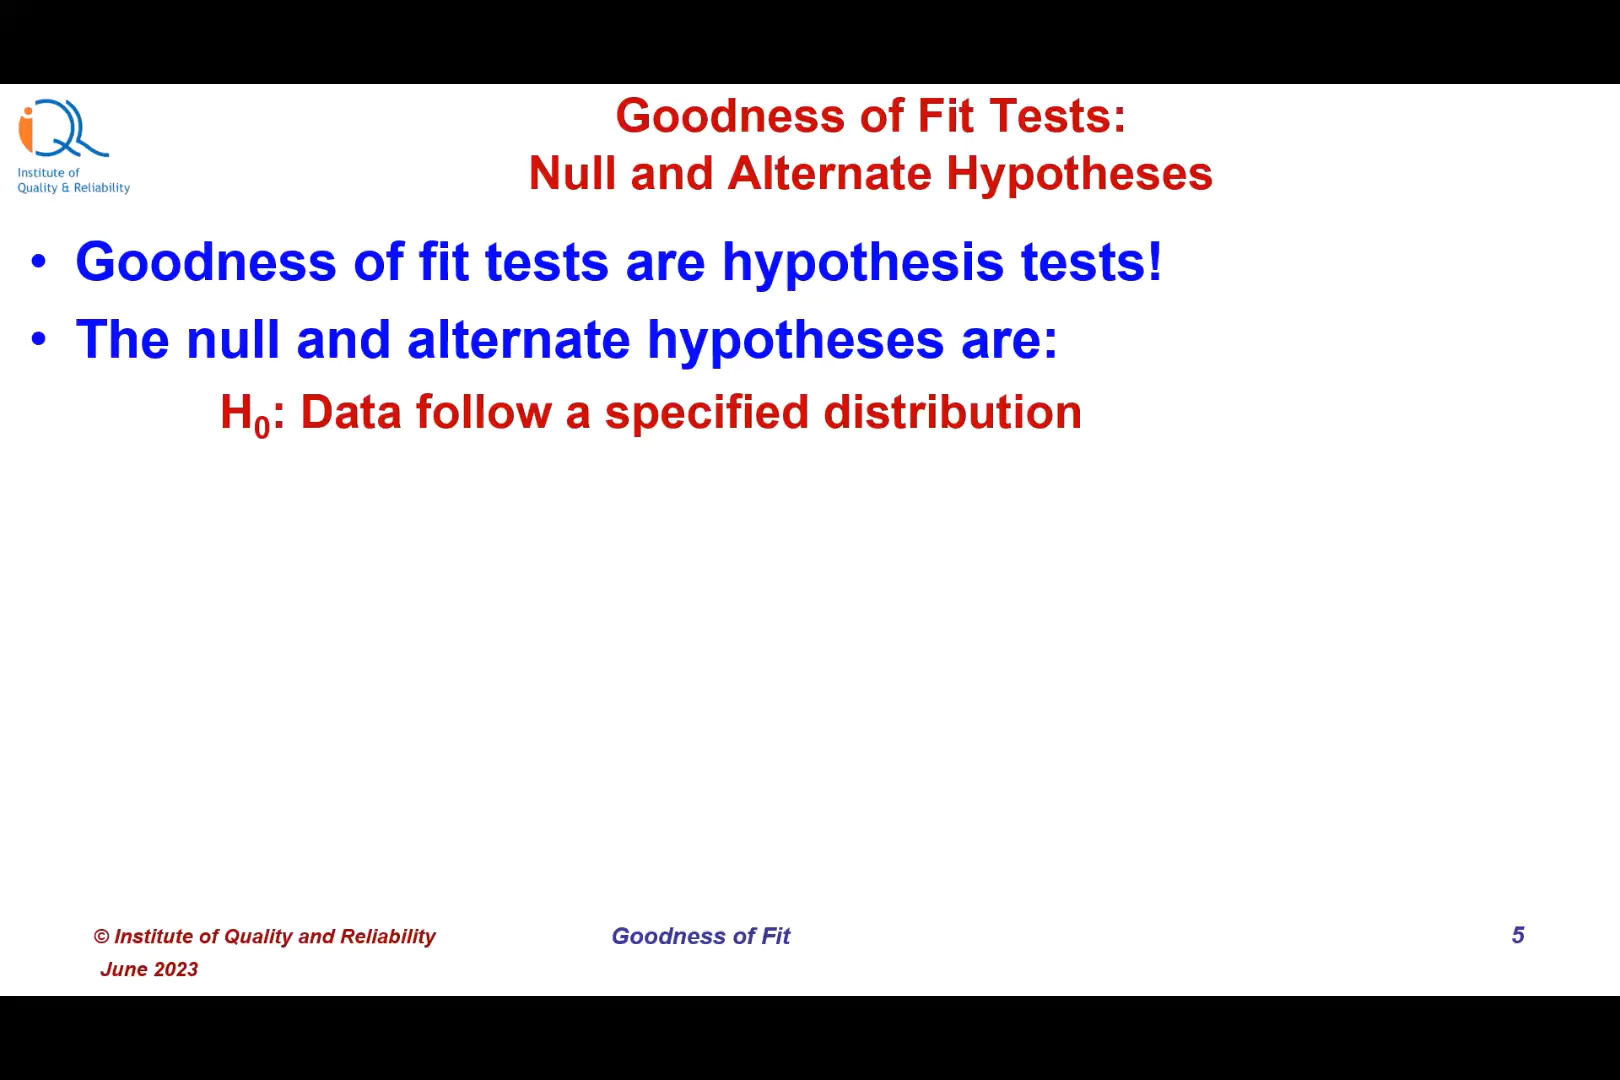 iQ
Institute of
Quality & Reliability
Goodness of Fit Tests:
Null and Alternate Hypotheses
• Goodness of fit tests are hypothesis tests!
• The null and alternate hypotheses are:
H₀: Data follow a specified distribution
© Institute of Quality and Reliability
June 2023
Goodness of Fit
5